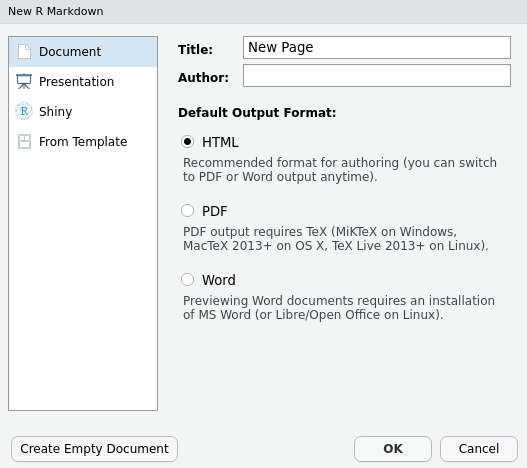 New R Markdown
Document
Presentation
R Shiny
From Template
Title: New Page
Author:
Default Output Format:
HTML
Recommended format for authoring (you can switch
to PDF or Word output anytime).
PDF
PDF output requires TeX (MiKTeX on Windows,
MacTeX 2013+ on OS X, TeX Live 2013+ on Linux).
Word
Previewing Word documents requires an installation
of MS Word (or Libre/Open Office on Linux).
Create Empty Document
OK
Cancel